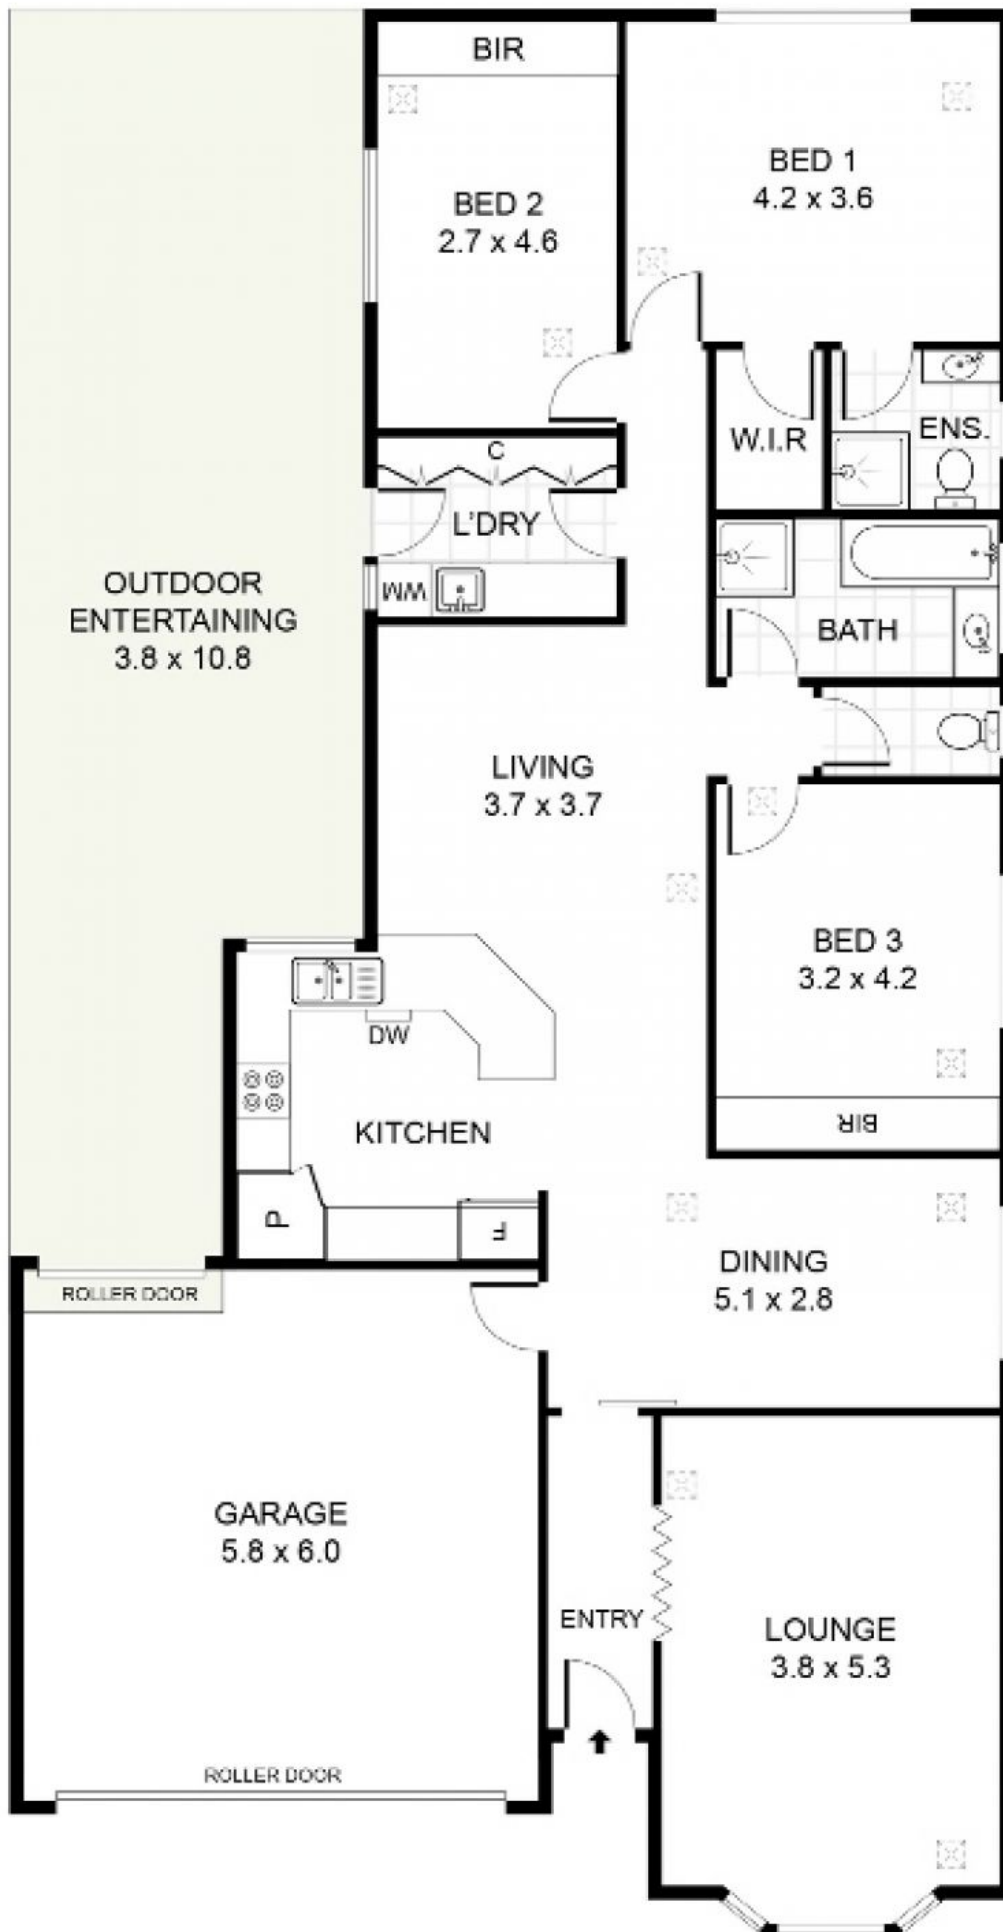 BIR
BED 1
4.2 x 3.6
BED 2
2.7 x 4.6
W.I.R
ENS.
C
L'DRY
WM
OUTDOOR
ENTERTAINING
3.8 x 10.8
BATH
LIVING
3.7 x 3.7
BED 3
3.2 x 4.2
BIR
DW
KITCHEN
P
F
DINING
5.1 x 2.8
ROLLER DOOR
GARAGE
5.8 x 6.0
ENTRY
LOUNGE
3.8 x 5.3
ROLLER DOOR